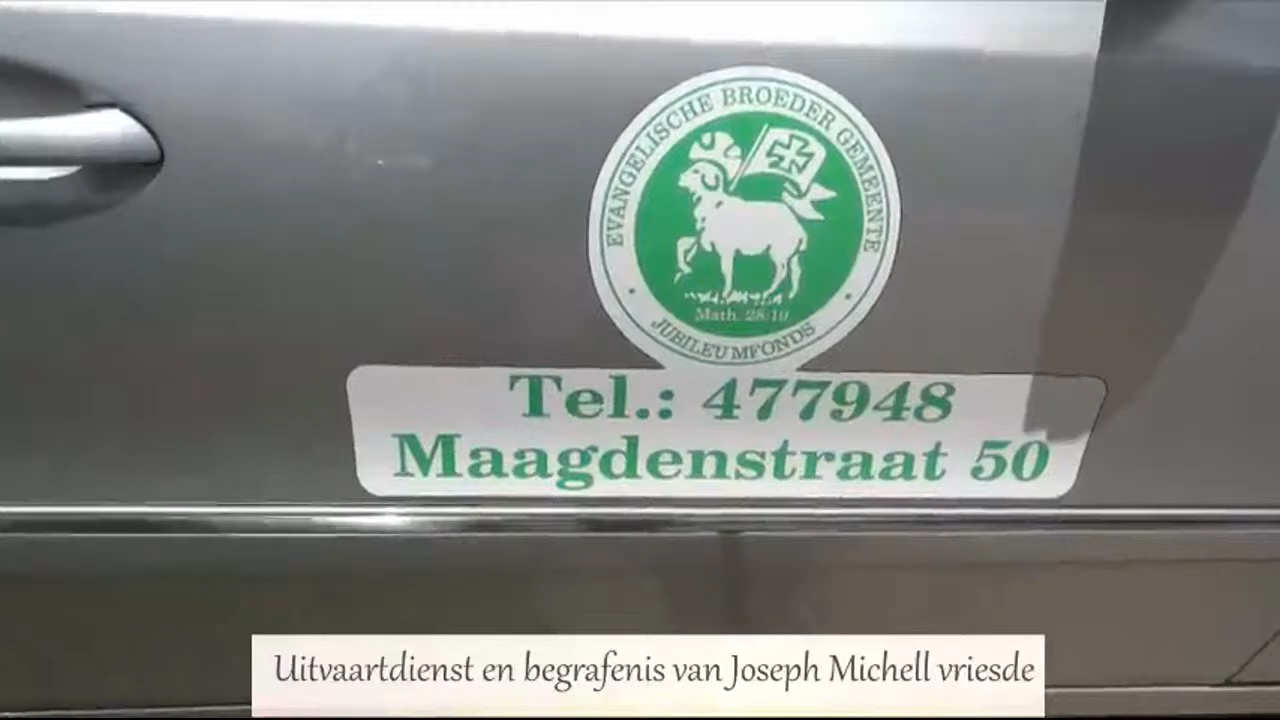 EVANGELISCHE BROEDER GEMEENTE
Math. 28:19
JUBILEUMFONDS
Tel.: 477948
Maagdenstraat 50
Uitvaartdienst en begrafenis van Joseph Michell vriesde